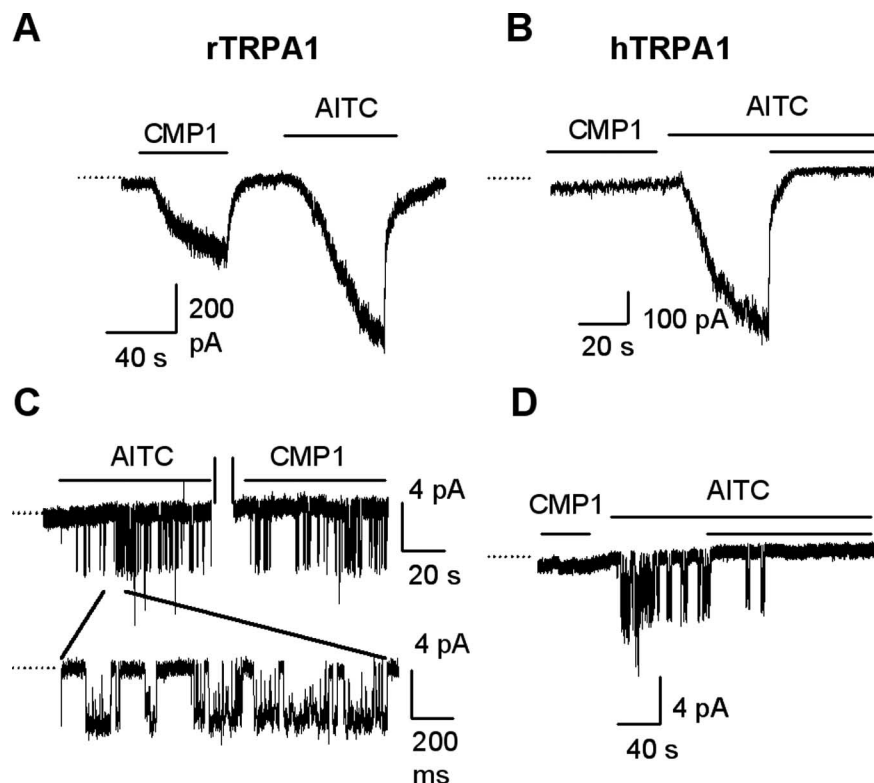 A
rTRPA1
CMP1
AITC
200
pA
40 s
B
hTRPA1
CMP1
AITC
100 pA
20 s
C
AITC
CMP1
4 pA
20 s
4 pA
200
ms
D
CMP1
AITC
4 pA
40 s